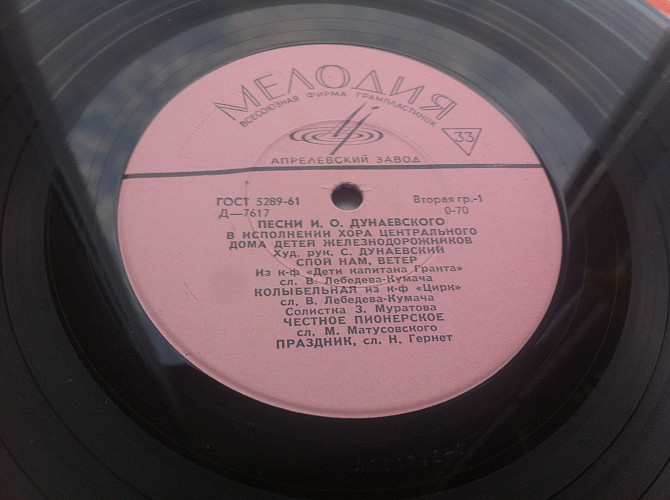 МЕЛОДИЯ
ВСЕСОЮЗНАЯ ФИРМА ГРАМПЛАСТИНОК
33
АПРЕЛЕВСКИЙ ЗАВОД
ГОСТ 5289-61 Вторая гр.-1
Д—7617 0-70
ПЕСНИ И. О. ДУНАЕВСКОГО
В ИСПОЛНЕНИИ ХОРА ЦЕНТРАЛЬНОГО
ДОМА ДЕТЕЙ ЖЕЛЕЗНОДОРОЖНИКОВ
Худ. рук. С. ДУНАЕВСКИЙ
СПОЙ НАМ, ВЕТЕР
Из к-ф «Дети капитана Гранта»
сл. В. Лебедева-Кумача
КОЛЫБЕЛЬНАЯ из к-ф «Цирк»
сл. В. Лебедева-Кумача
Солистка З. Муратова
ЧЕСТНОЕ ПИОНЕРСКОЕ
сл. М. Матусовского
ПРАЗДНИК, сл. Н. Гернет